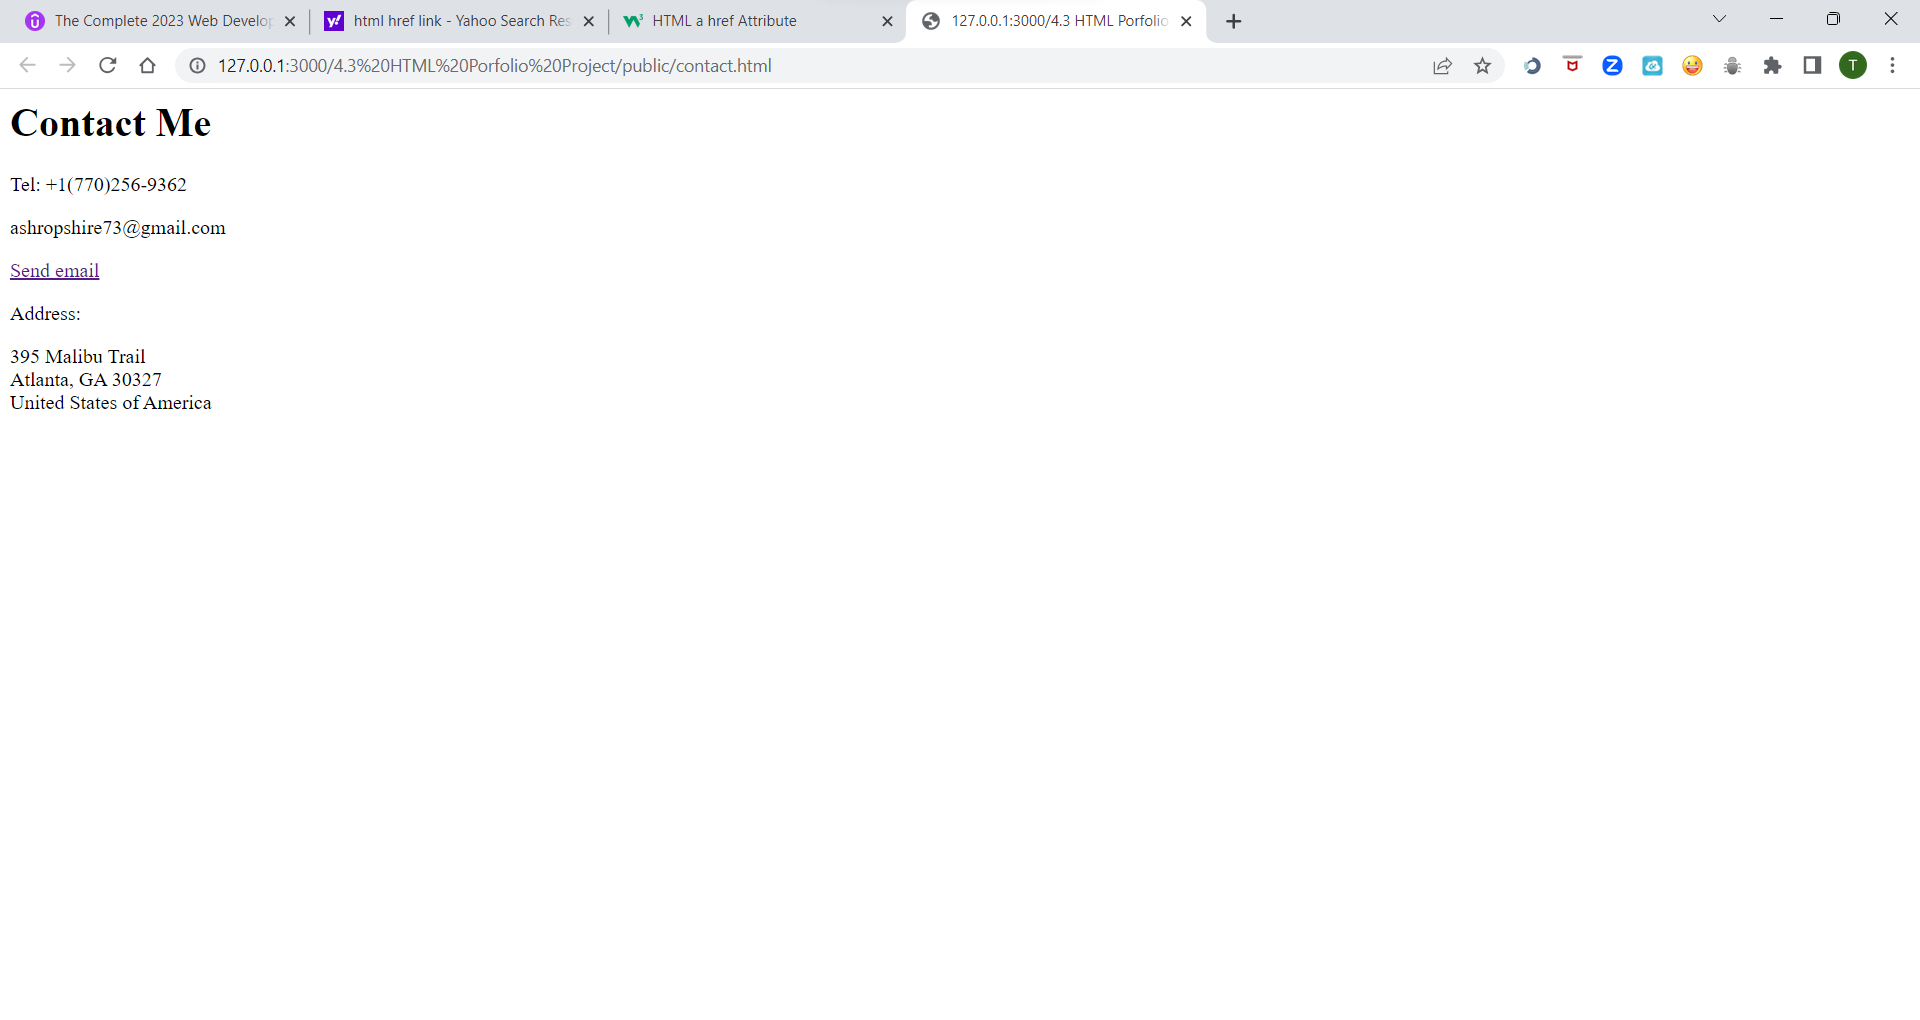 The Complete 2023 Web Develop
html href link - Yahoo Search Res
HTML a href Attribute
127.0.0.1:3000/4.3 HTML Porfolio
127.0.0.1:3000/4.3%20HTML%20Porfolio%20Project/public/contact.html
T
Contact Me
Tel: +1(770)256-9362
ashropshire73@gmail.com
Send email
Address:
395 Malibu Trail
Atlanta, GA 30327
United States of America